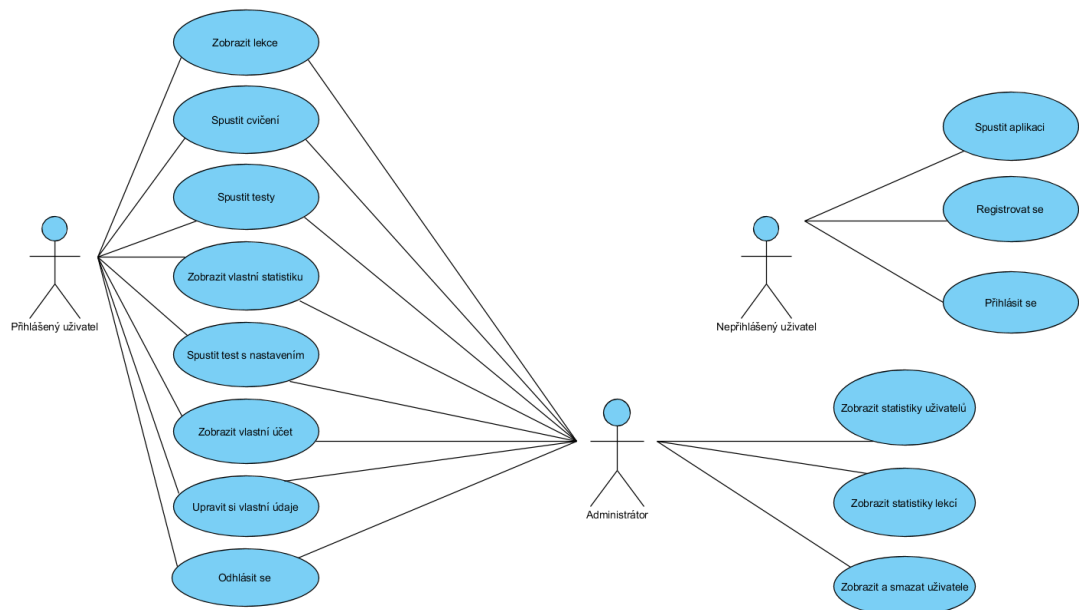 Zobrazit lekce
Spustit cvičení
Spustit testy
Zobrazit vlastní statistiku
Přihlášený uživatel
Spustit test s nastavením
Zobrazit vlastní účet
Upravit si vlastní údaje
Odhlásit se
Spustit aplikaci
Registrovat se
Přihlásit se
Nepřihlášený uživatel
Administrátor
Zobrazit statistiky uživatelů
Zobrazit statistiky lekcí
Zobrazit a smazat uživatele